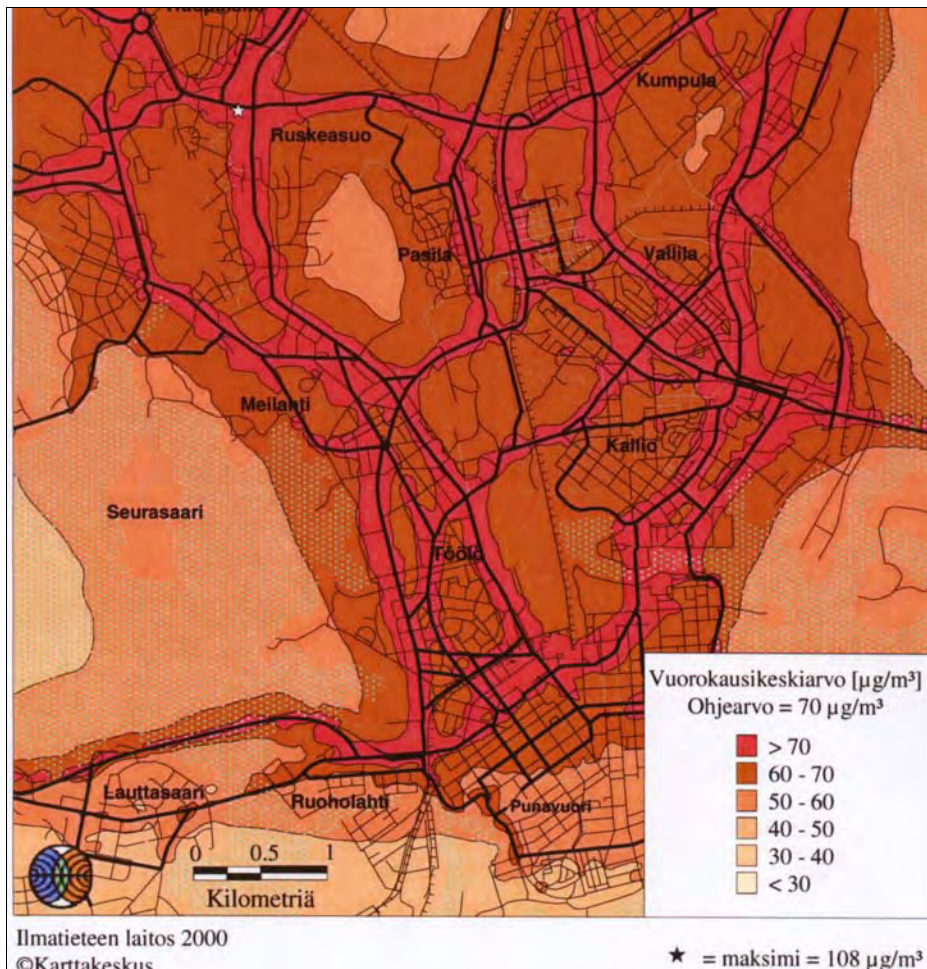 Kumpula
Ruskeasuo
Pasila
Vallila
Meilahti
Kallio
Seurasaari
Töölö
Lauttasaari
Ruoholahti
Punavuori
0 0.5 1
Kilometriä
Vuorokausikeskiarvo [µg/m³]
Ohjearvo = 70 µg/m³
> 70
60 - 70
50 - 60
40 - 50
30 - 40
< 30
Ilmatieteen laitos 2000
©Karttakeskus
★ = maksimi = 108 µg/m³